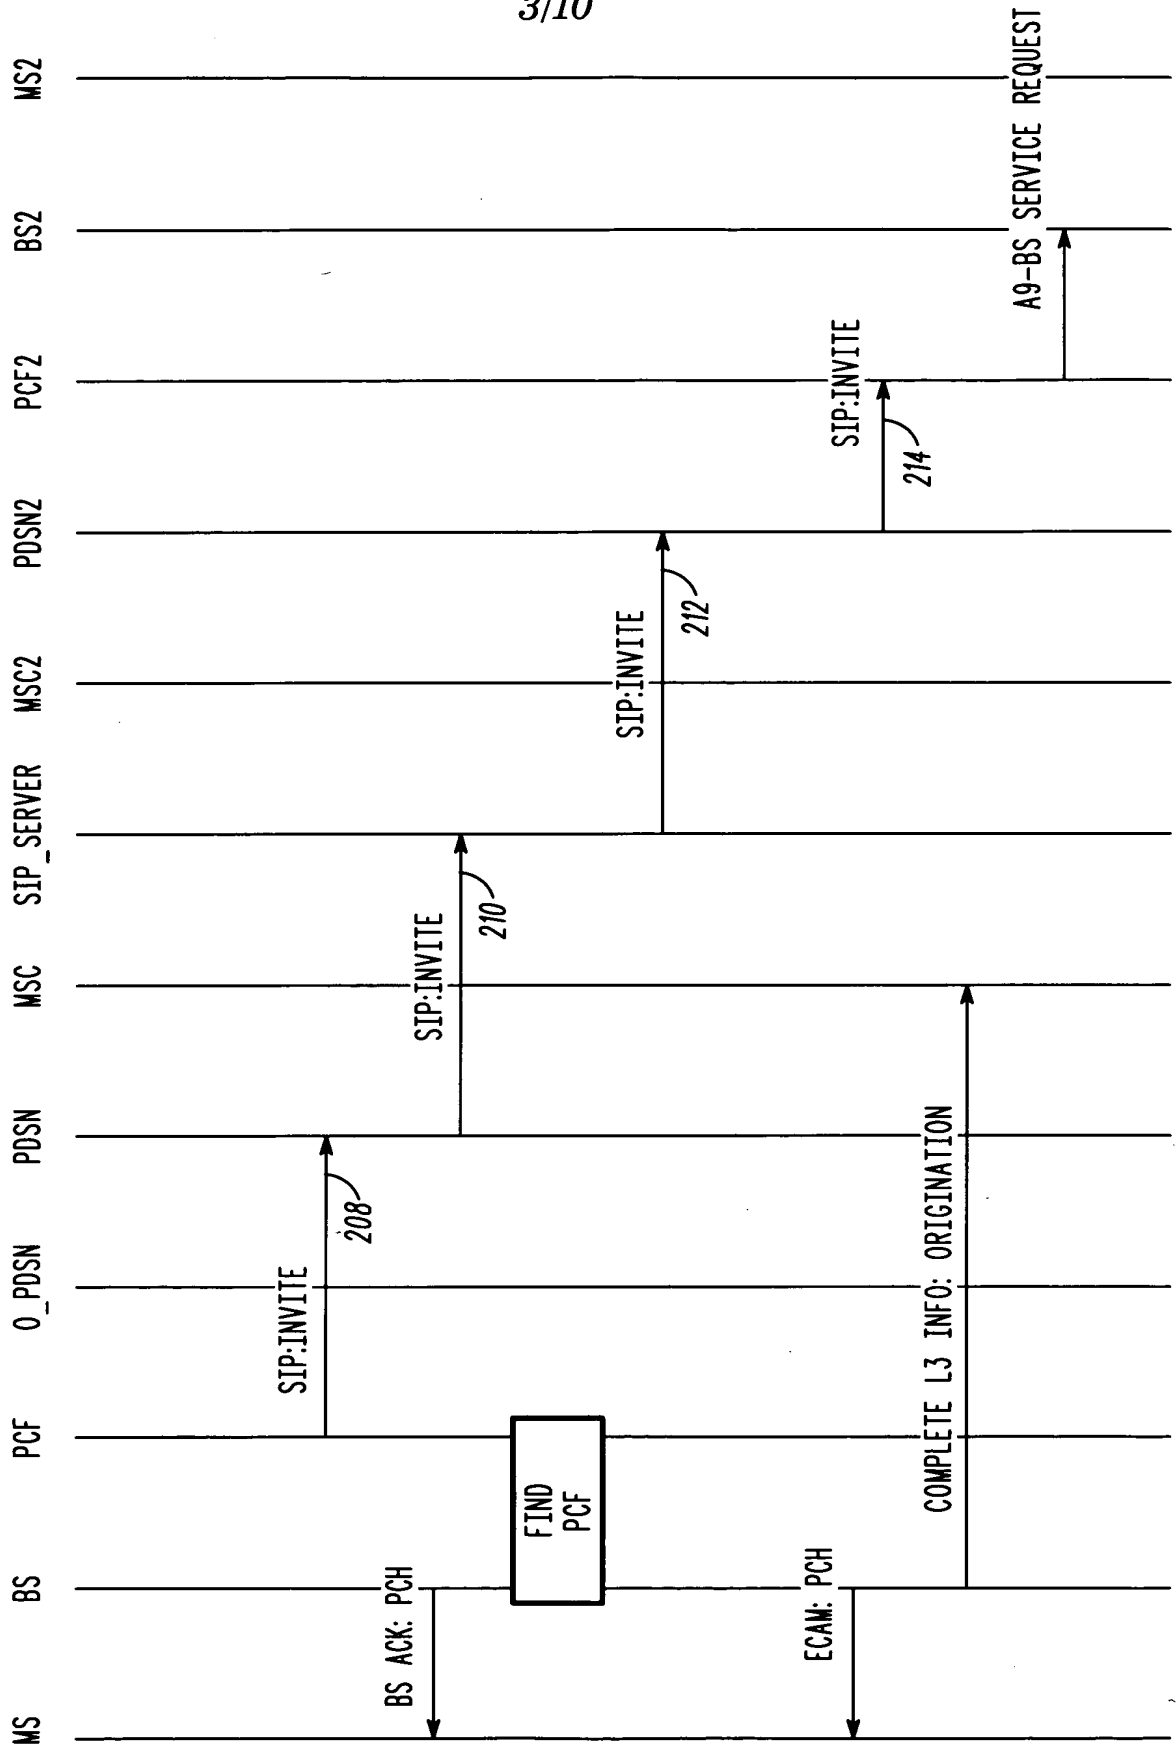 3/10
MS
BS
PCF
O_PDSN
PDSN
MSC
SIP_SERVER
MSC2
PDSN2
PCF2
BS2
MS2
SIP:INVITE
208
BS ACK: PCH
SIP:INVITE
210
FIND
PCF
SIP:INVITE
212
ECAM: PCH
SIP:INVITE
214
COMPLETE L3 INFO: ORIGINATION
A9-BS SERVICE REQUEST